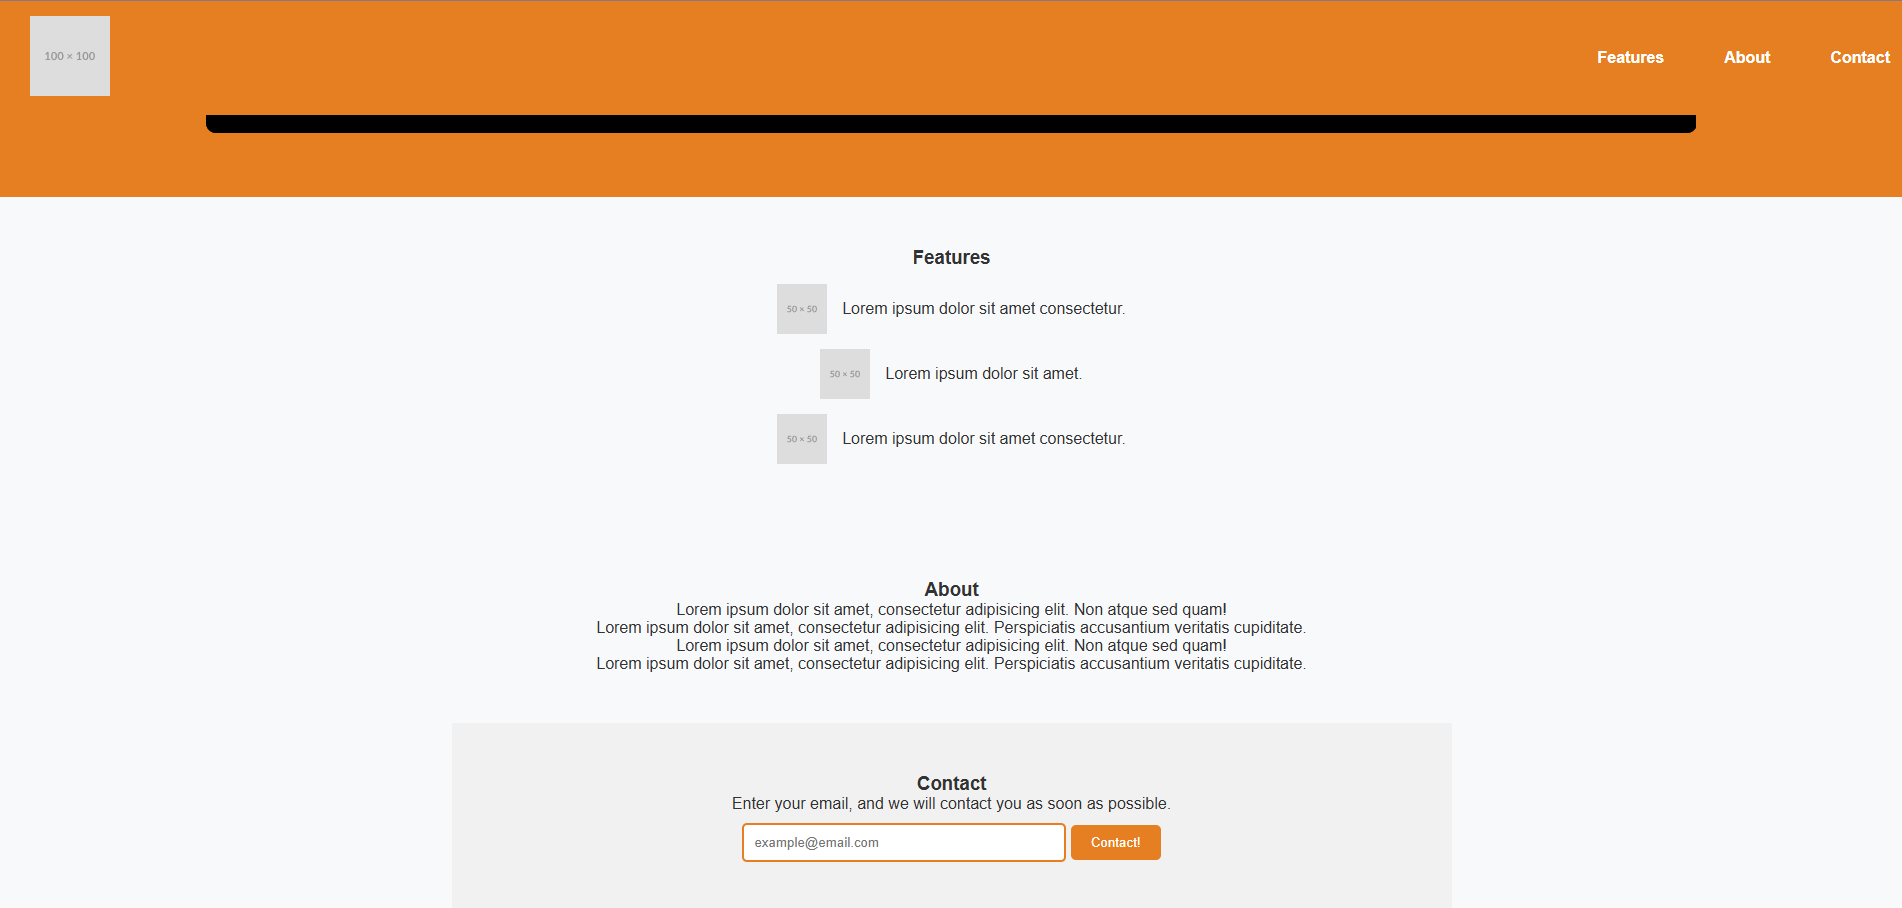 100 × 100
Features About Contact
Features
50 × 50 Lorem ipsum dolor sit amet consectetur.
50 × 50 Lorem ipsum dolor sit amet.
50 × 50 Lorem ipsum dolor sit amet consectetur.
About
Lorem ipsum dolor sit amet, consectetur adipisicing elit. Non atque sed quam!
Lorem ipsum dolor sit amet, consectetur adipisicing elit. Perspiciatis accusantium veritatis cupiditate.
Lorem ipsum dolor sit amet, consectetur adipisicing elit. Non atque sed quam!
Lorem ipsum dolor sit amet, consectetur adipisicing elit. Perspiciatis accusantium veritatis cupiditate.
Contact
Enter your email, and we will contact you as soon as possible.
example@email.com Contact!